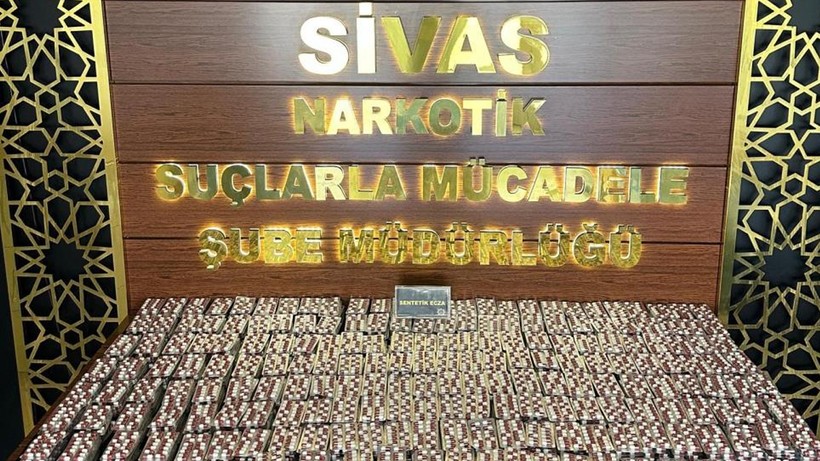 SİVAS
NARKOTİK
SUÇLARLA MÜCADELE
ŞUBE MÜDÜRLÜĞÜ
SENTETİK ECZA